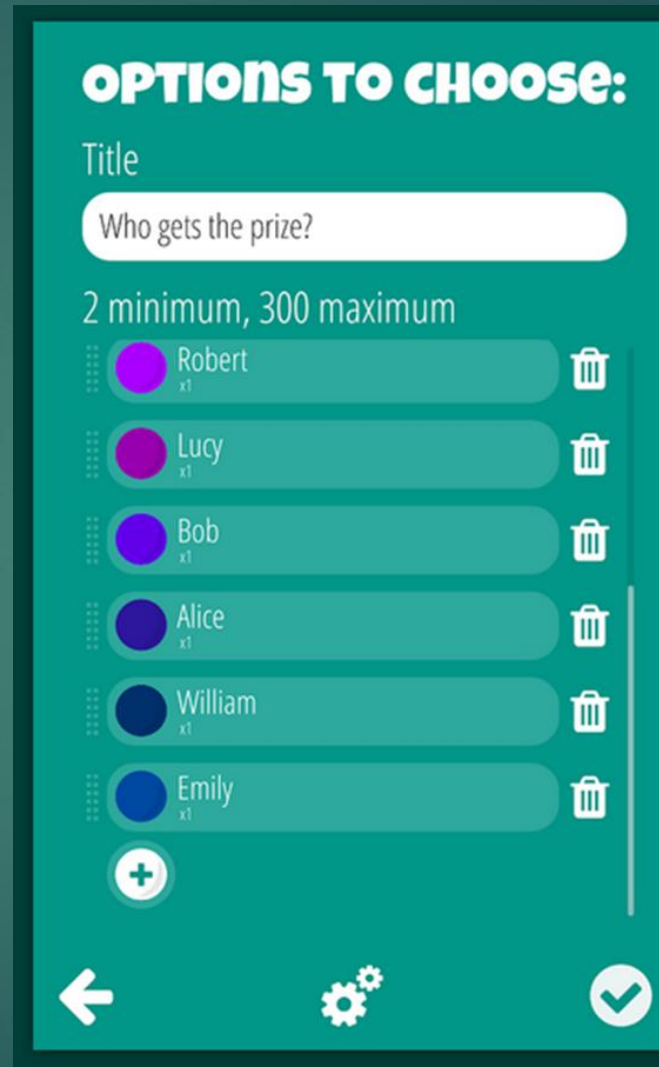 OPTIONS TO CHOOSE:
Title
Who gets the prize?
2 minimum, 300 maximum
Robert
x1
Lucy
x1
Bob
x1
Alice
x1
William
x1
Emily
x1